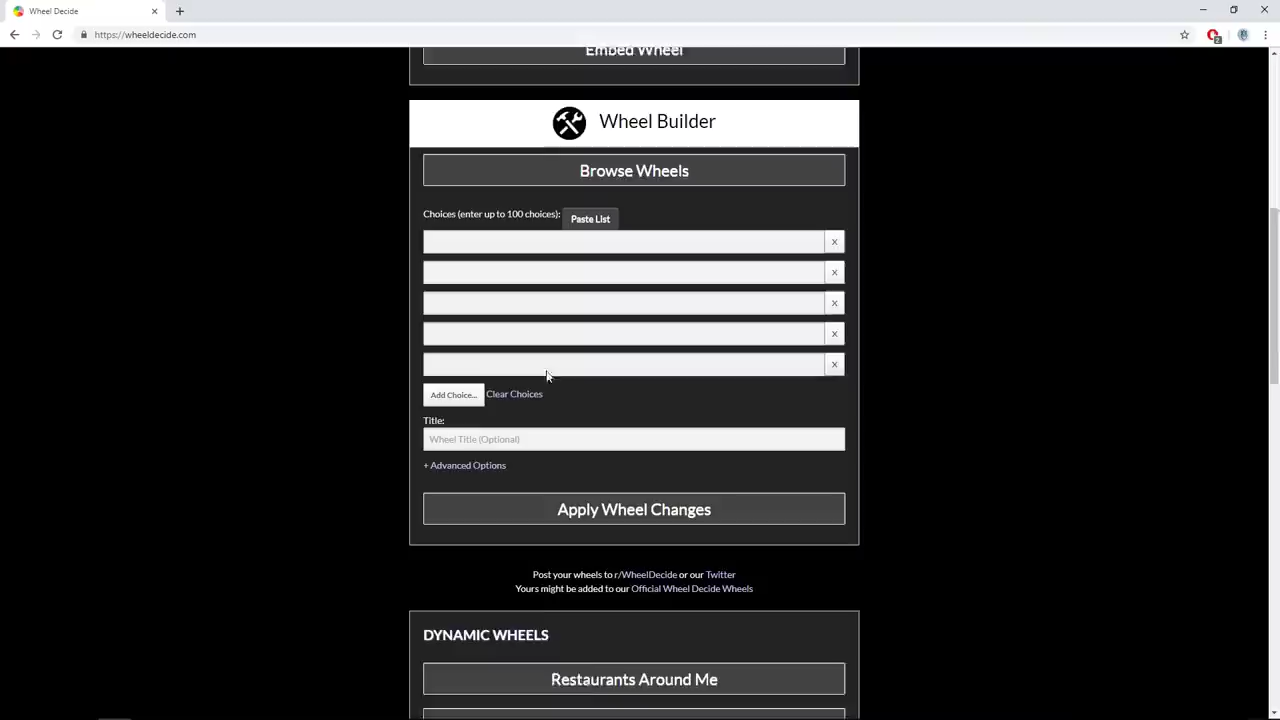 Wheel Decide
https://wheeldecide.com
Embed Wheel
Wheel Builder
Browse Wheels
Choices (enter up to 100 choices): Paste List
X
X
X
X
X
Add Choice... Clear Choices
Title:
Wheel Title (Optional)
+ Advanced Options
Apply Wheel Changes
Post your wheels to r/WheelDecide or our Twitter
Yours might be added to our Official Wheel Decide Wheels
DYNAMIC WHEELS
Restaurants Around Me